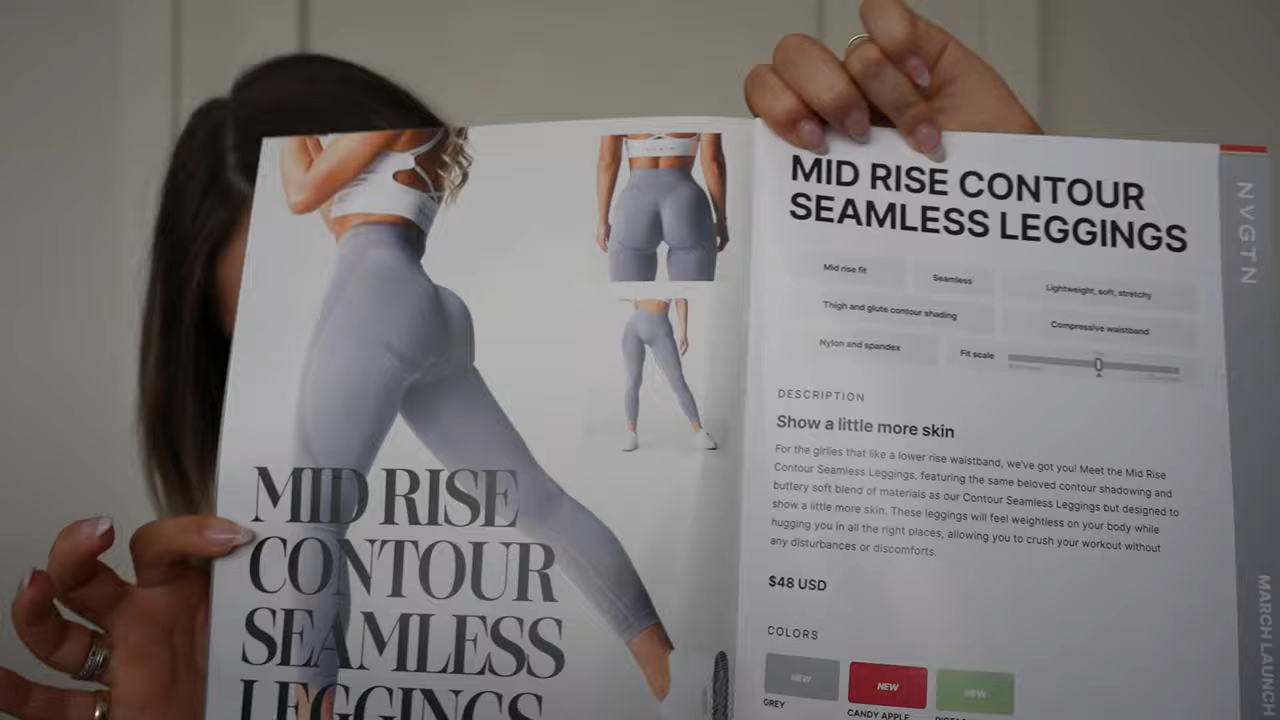 MID RISE
CONTOUR
SEAMLESS
LEGGINGS
MID RISE CONTOUR
SEAMLESS LEGGINGS
Mid rise fit
Seamless
Lightweight, soft, stretchy
Thigh and glute contour shading
Compressive waistband
Nylon and spandex
Fit scale
DESCRIPTION
Show a little more skin
For the girlies that like a lower rise waistband, we've got you! Meet the Mid Rise
Contour Seamless Leggings, featuring the same beloved contour shadowing and
buttery soft blend of materials as our Contour Seamless Leggings but designed to
show a little more skin. These leggings will feel weightless on your body while
hugging you in all the right places, allowing you to crush your workout without
any disturbances or discomforts.
$48 USD
COLORS
NEW
NEW
NEW
GREY
CANDY APPLE
NVGTN
MARCH LAUNCH